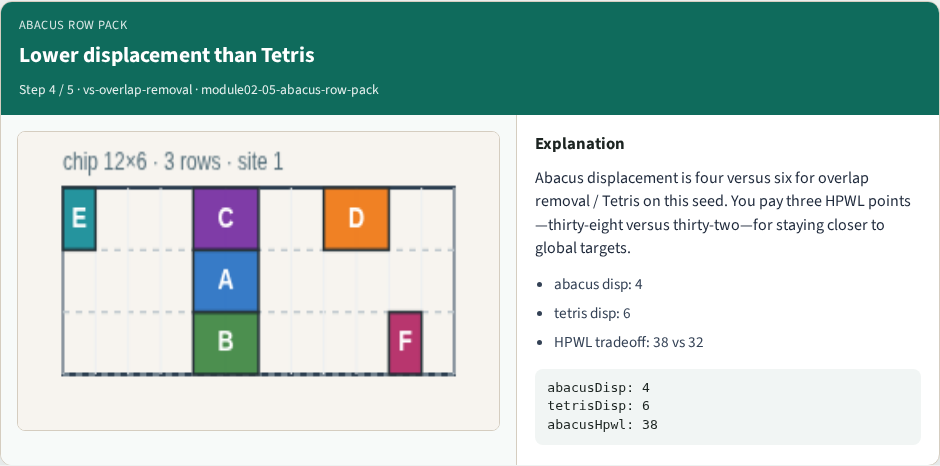 ABACUS ROW PACK
Lower displacement than Tetris
Step 4 / 5 · vs-overlap-removal · module02-05-abacus-row-pack
chip 12×6 · 3 rows · site 1
E
C
D
A
B
F
Explanation
Abacus displacement is four versus six for overlap
removal / Tetris on this seed. You pay three HPWL points
—thirty-eight versus thirty-two—for staying closer to
global targets.
• abacus disp: 4
• tetris disp: 6
• HPWL tradeoff: 38 vs 32
abacusDisp: 4
tetrisDisp: 6
abacusHpwl: 38